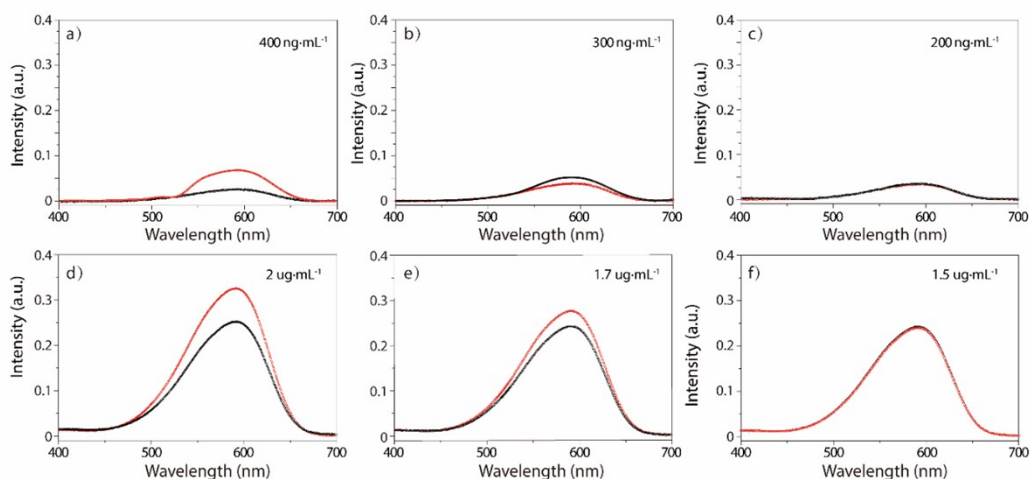 a) 400 ng·mL⁻¹
0.4
0.3
0.2
0.1
0
Intensity (a.u.)
400 500 600 700
Wavelength (nm)
b) 300 ng·mL⁻¹
0.4
0.3
0.2
0.1
0
Intensity (a.u.)
400 500 600 700
Wavelength (nm)
c) 200 ng·mL⁻¹
0.4
0.3
0.2
0.1
0
Intensity (a.u.)
400 500 600 700
Wavelength (nm)
d) 2 ug·mL⁻¹
0.4
0.3
0.2
0.1
0
Intensity (a.u.)
400 500 600 700
Wavelength (nm)
e) 1.7 ug·mL⁻¹
0.4
0.3
0.2
0.1
0
Intensity (a.u.)
400 500 600 700
Wavelength (nm)
f) 1.5 ug·mL⁻¹
0.4
0.3
0.2
0.1
0
Intensity (a.u.)
400 500 600 700
Wavelength (nm)